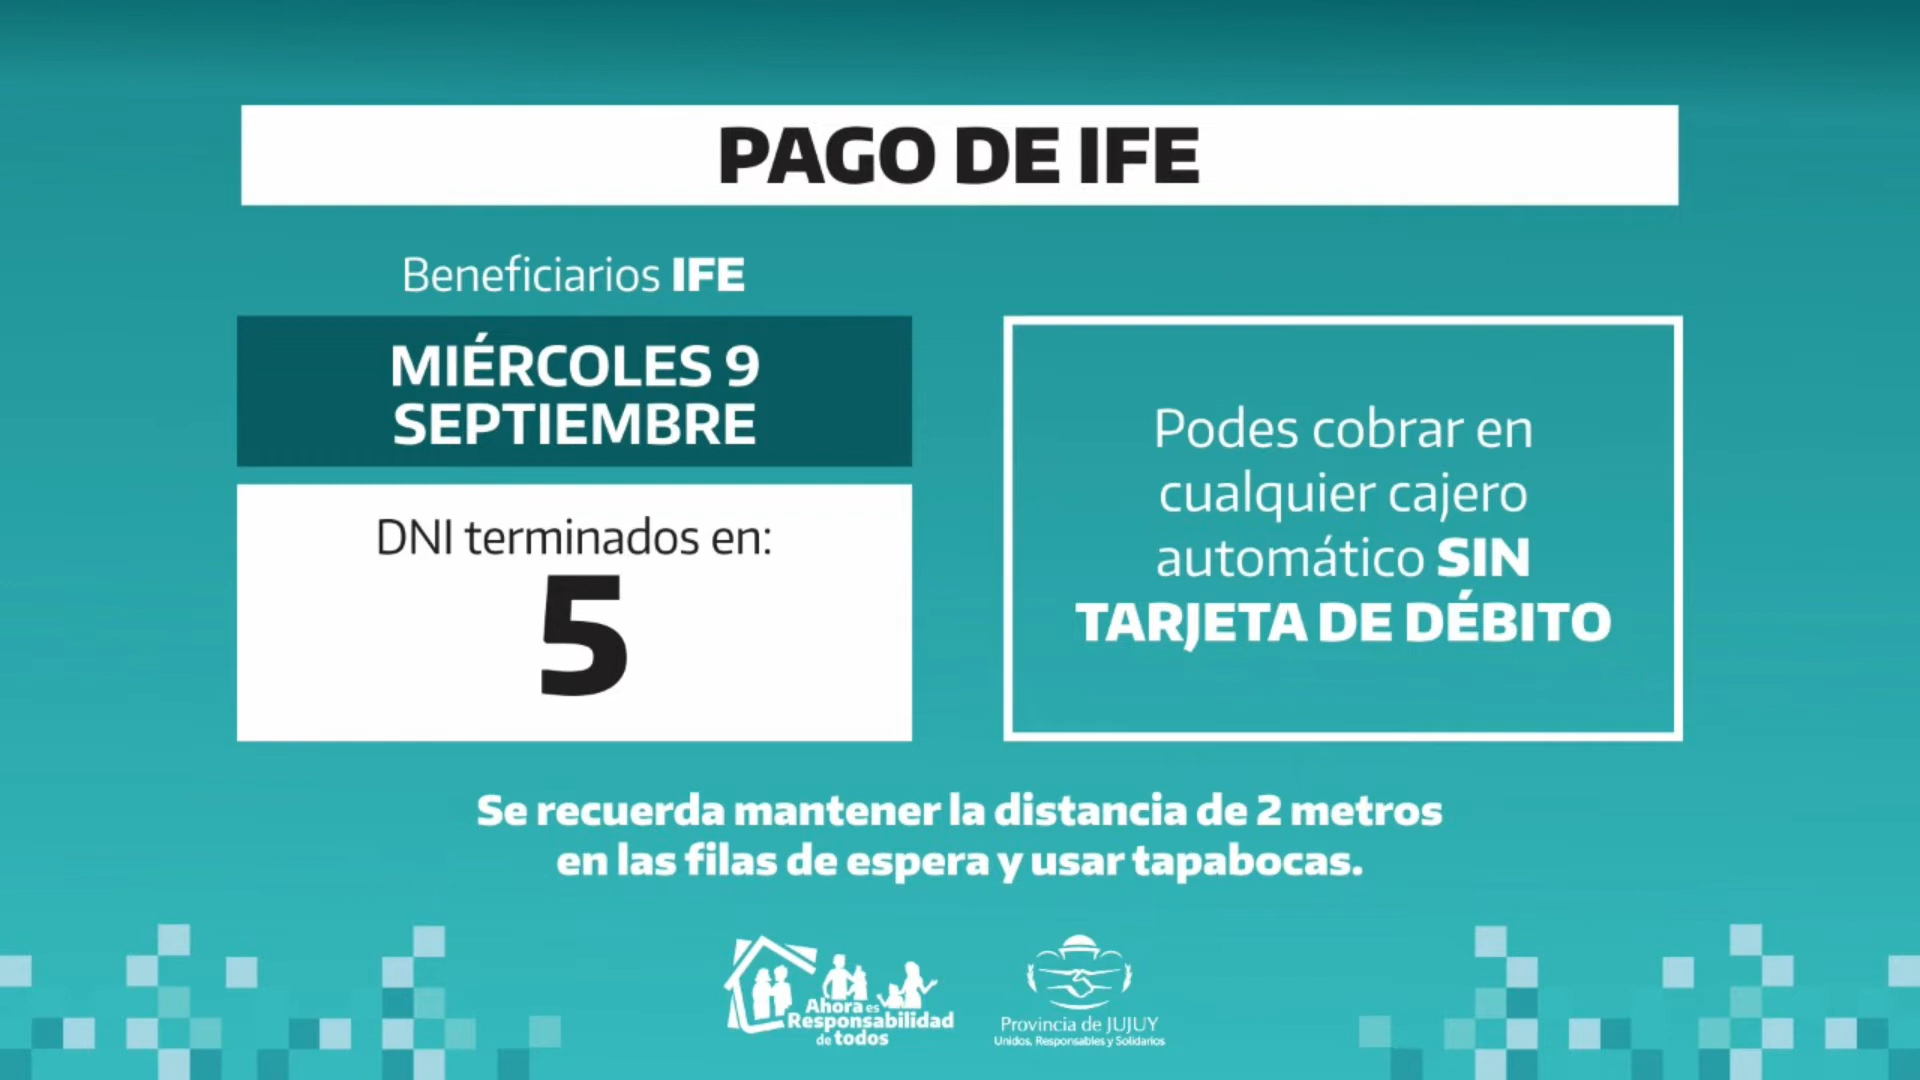 PAGO DE IFE
Beneficiarios IFE
MIÉRCOLES 9
SEPTIEMBRE
DNI terminados en:
5
Podes cobrar en
cualquier cajero
automático SIN
TARJETA DE DÉBITO
Se recuerda mantener la distancia de 2 metros
en las filas de espera y usar tapabocas.
Ahora es
Responsabilidad
de todos
Provincia de JUJUY
Unidos, Responsables y Solidarios